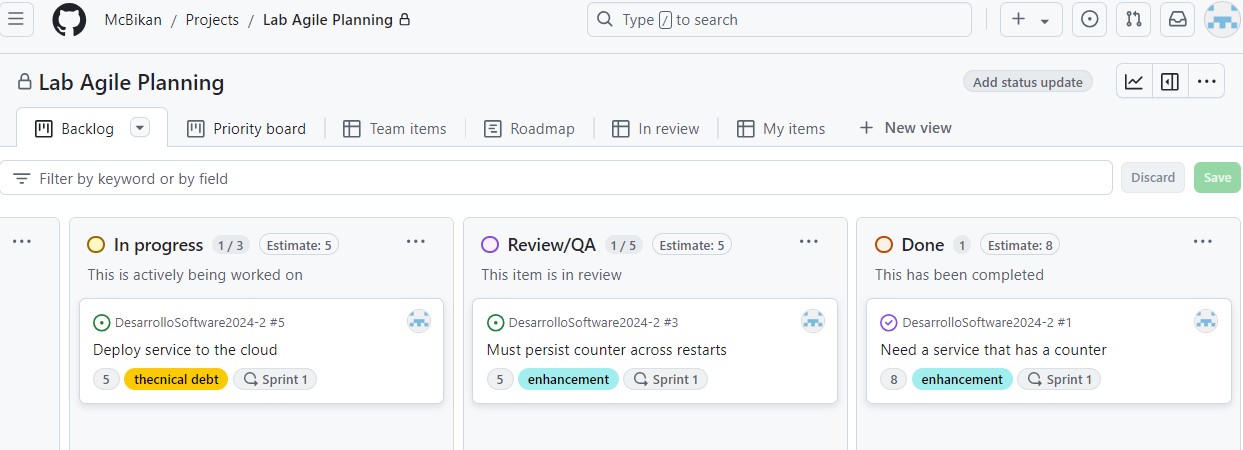 McBikan / Projects / Lab Agile Planning
Type / to search
Lab Agile Planning
Add status update
Backlog
Priority board
Team items
Roadmap
In review
My items
+ New view
Filter by keyword or by field
Discard
Save
In progress 1 / 3 Estimate: 5
This is actively being worked on
DesarrolloSoftware2024-2 #5
Deploy service to the cloud
5 thecnical debt Sprint 1
Review/QA 1 / 5 Estimate: 5
This item is in review
DesarrolloSoftware2024-2 #3
Must persist counter across restarts
5 enhancement Sprint 1
Done 1 Estimate: 8
This has been completed
DesarrolloSoftware2024-2 #1
Need a service that has a counter
8 enhancement Sprint 1